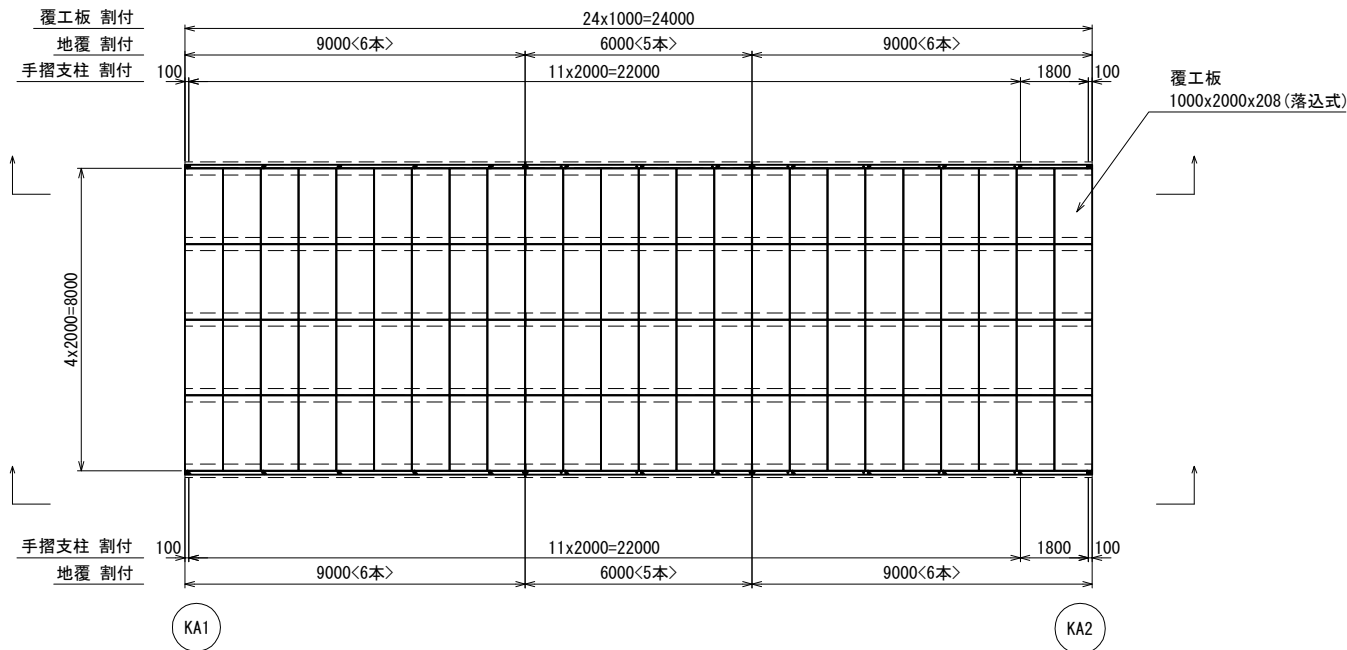 覆工板 割付
24x1000=24000
地覆 割付
9000<6本>
6000<5本>
9000<6本>
手摺支柱 割付
100
11x2000=22000
1800
100
覆工板
1000x2000x208(落込式)
4x2000=8000
手摺支柱 割付
100
11x2000=22000
1800
100
地覆 割付
9000<6本>
6000<5本>
9000<6本>
KA1
KA2